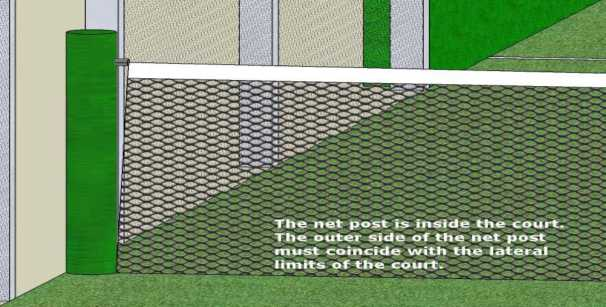 The net post is inside the court.
The outer side of the net post
must coincide with the lateral
limits of the court.